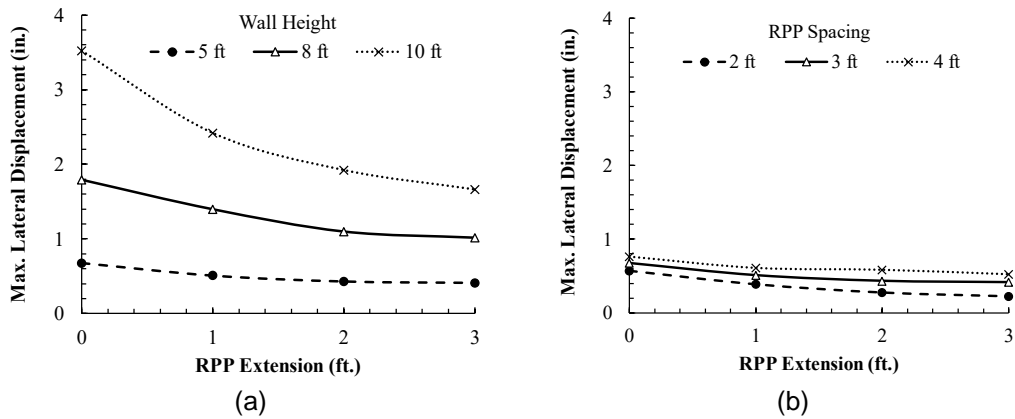 Wall Height
5 ft 8 ft 10 ft
Max. Lateral Displacement (in.)
4
3
2
1
0
0 1 2 3
RPP Extension (ft.)
(a)
RPP Spacing
2 ft 3 ft 4 ft
Max. Lateral Displacement (in.)
4
3
2
1
0
0 1 2 3
RPP Extension (ft.)
(b)